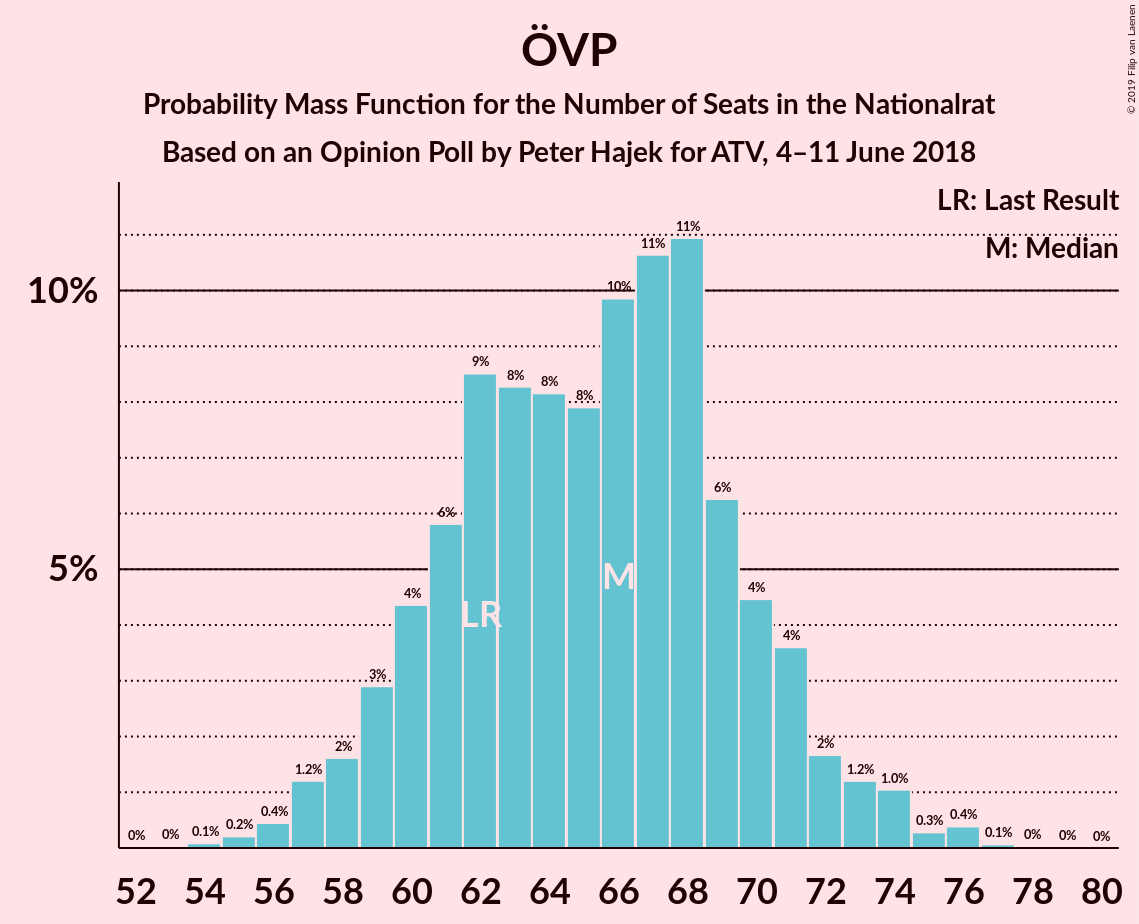 ÖVP
Probability Mass Function for the Number of Seats in the Nationalrat
Based on an Opinion Poll by Peter Hajek for ATV, 4–11 June 2018
© 2019 Filip van Laenen
LR: Last Result
M: Median
10%
5%
0% 0% 0.1% 0.2% 0.4% 1.2% 2% 3% 4% 6% 9% 8% 8% 8% 10% 11% 11% 6% 4% 4% 2% 1.2% 1.0% 0.3% 0.4% 0.1% 0% 0% 0%
LR M
52 54 56 58 60 62 64 66 68 70 72 74 76 78 80